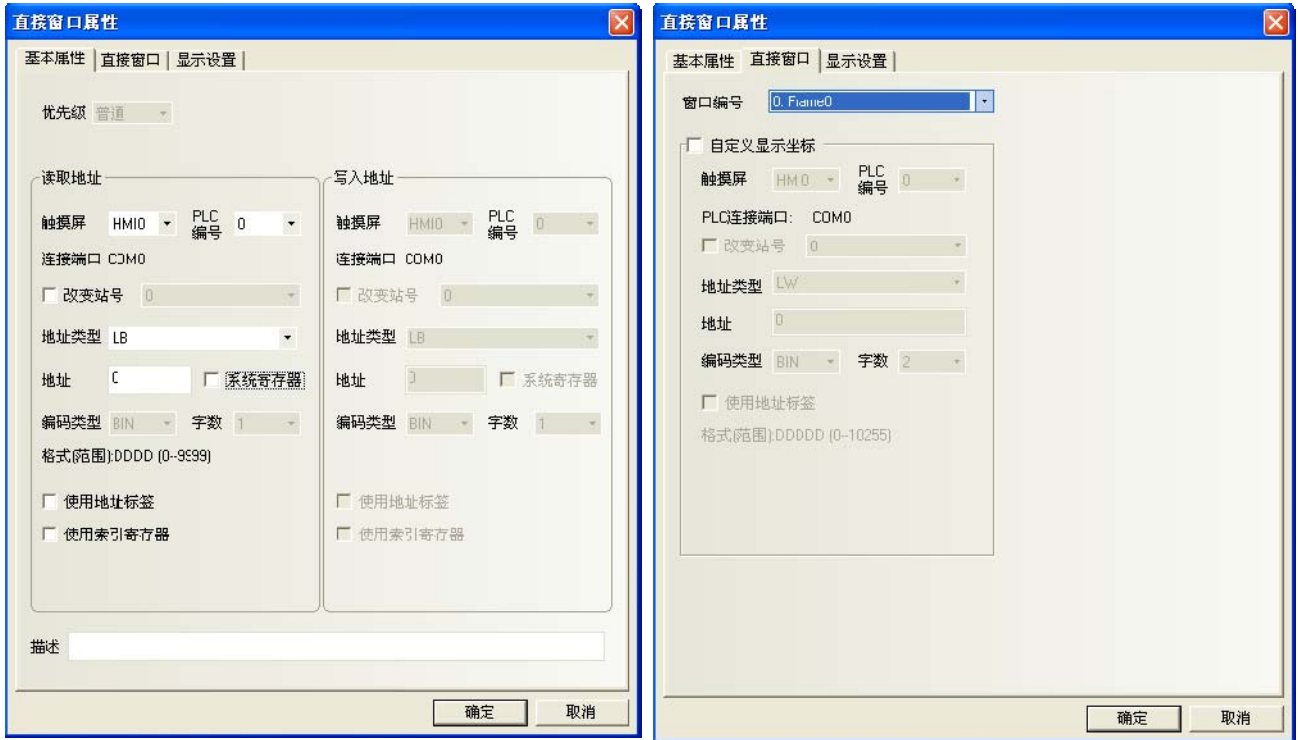 直接窗口属性
基本属性 直接窗口 显示设置
优先级 普通
读取地址
触摸屏 HMI0 PLC编号 0
连接端口 COM0
改变站号 0
地址类型 LB
地址 0 系统寄存器
编码类型 BIN 字数 1
格式(范围):DDDD (0--9999)
使用地址标签
使用索引寄存器
写入地址
触摸屏 HMI0 PLC编号 0
连接端口 COM0
改变站号 0
地址类型 LB
地址 0 系统寄存器
编码类型 BIN 字数 1
使用地址标签
使用索引寄存器
描述
确定 取消
直接窗口属性
基本属性 直接窗口 显示设置
窗口编号 0. Frame0
自定义显示坐标
触摸屏 HMI0 PLC编号 0
PLC连接端口: COM0
改变站号 0
地址类型 LW
地址 0
编码类型 BIN 字数 2
使用地址标签
格式(范围):DDDDD (0--10255)
确定 取消